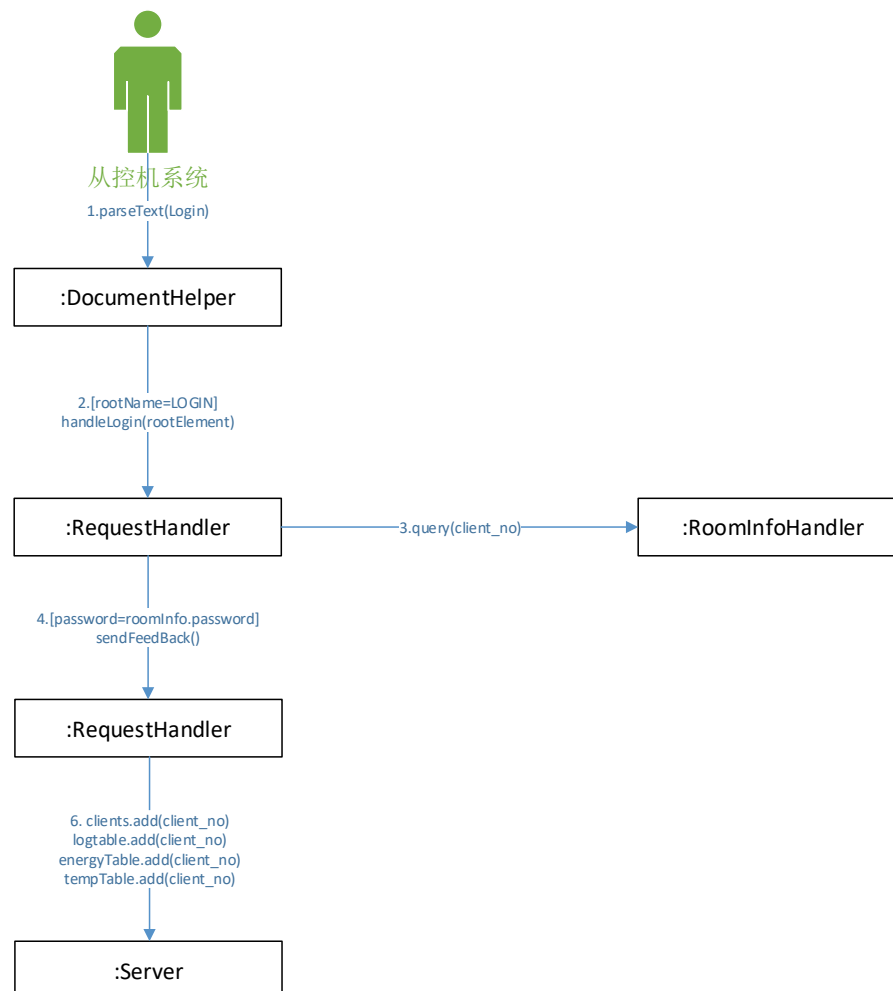 从控机系统
1.parseText(Login)
:DocumentHelper
2.[rootName=LOGIN]
handleLogin(rootElement)
:RequestHandler
3.query(client_no)
:RoomInfoHandler
4.[password=roomInfo.password]
sendFeedBack()
:RequestHandler
6. clients.add(client_no)
logtable.add(client_no)
energyTable.add(client_no)
tempTable.add(client_no)
:Server